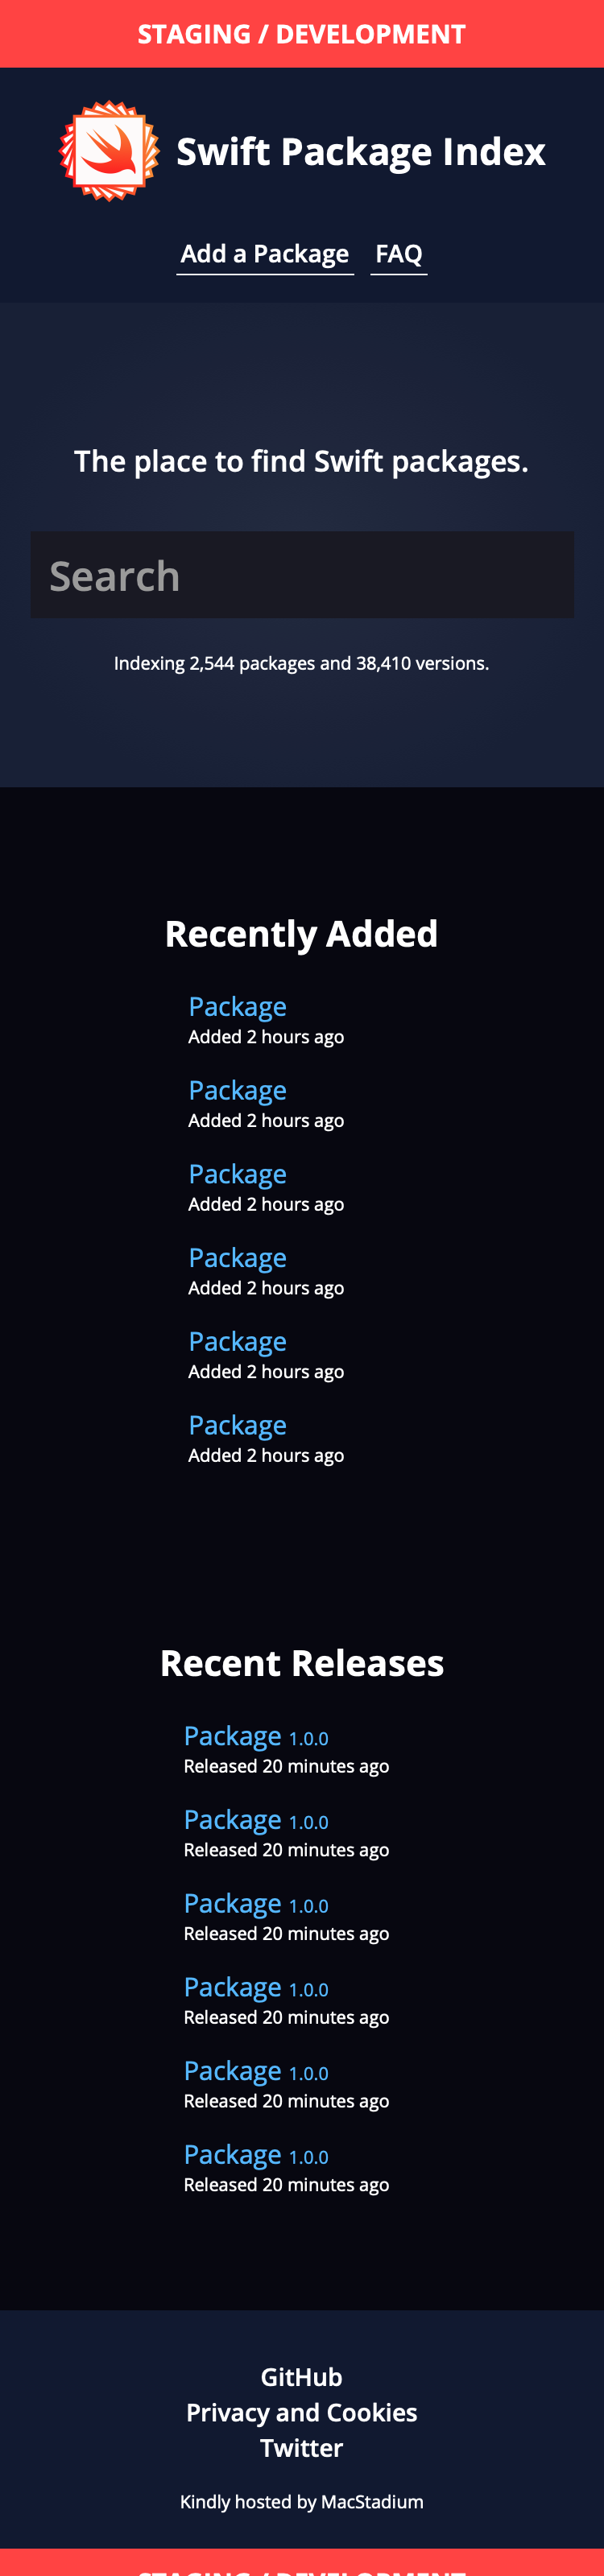 STAGING / DEVELOPMENT
Swift Package Index
Add a Package FAQ
The place to find Swift packages.
Search
Indexing 2,544 packages and 38,410 versions.
Recently Added
Package
Added 2 hours ago
Package
Added 2 hours ago
Package
Added 2 hours ago
Package
Added 2 hours ago
Package
Added 2 hours ago
Package
Added 2 hours ago
Recent Releases
Package 1.0.0
Released 20 minutes ago
Package 1.0.0
Released 20 minutes ago
Package 1.0.0
Released 20 minutes ago
Package 1.0.0
Released 20 minutes ago
Package 1.0.0
Released 20 minutes ago
Package 1.0.0
Released 20 minutes ago
GitHub
Privacy and Cookies
Twitter
Kindly hosted by MacStadium
STAGING / DEVELOPMENT